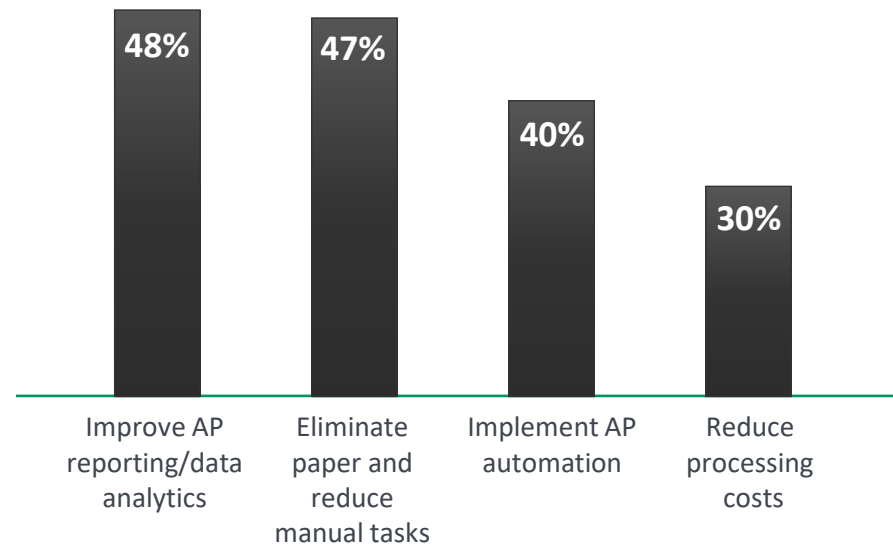 48%
47%
40%
30%
Improve AP
reporting/data
analytics
Eliminate
paper and
reduce
manual tasks
Implement AP
automation
Reduce
processing
costs